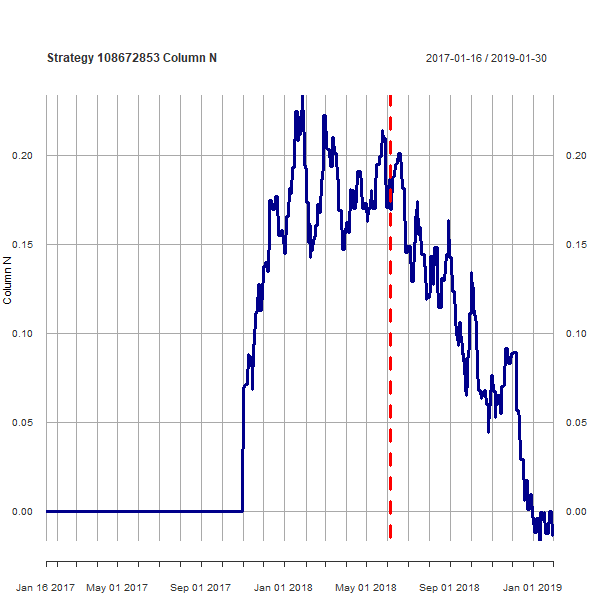 Strategy 108672853 Column N
2017-01-16 / 2019-01-30
Column N
0.20
0.15
0.10
0.05
0.00
0.20
0.15
0.10
0.05
0.00
Jan 16 2017
May 01 2017
Sep 01 2017
Jan 01 2018
May 01 2018
Sep 01 2018
Jan 01 2019